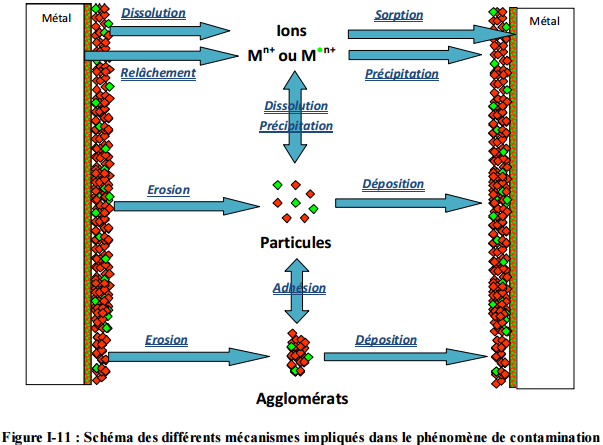 Métal
Dissolution
Sorption
Métal
Ions
Mn+ ou M•n+
Relâchement
Précipitation
Dissolution
Précipitation
Erosion
Déposition
Particules
Adhésion
Erosion
Déposition
Agglomérats
Figure I-11 : Schéma des différents mécanismes impliqués dans le phénomène de contamination